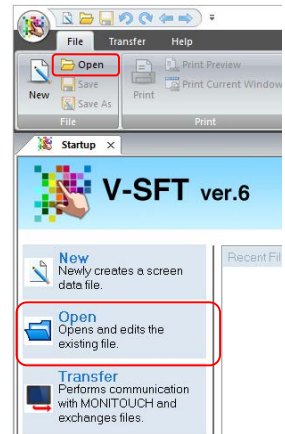 File Transfer Help
Open
Save
Save As
New
Print
Print Preview
Print Current Window
File
Print
Startup
V-SFT ver.6
New
Newly creates a screen
data file.
Recent Fil
Open
Opens and edits the
existing file.
Transfer
Performs communication
with MONITOUCH and
exchanges files.